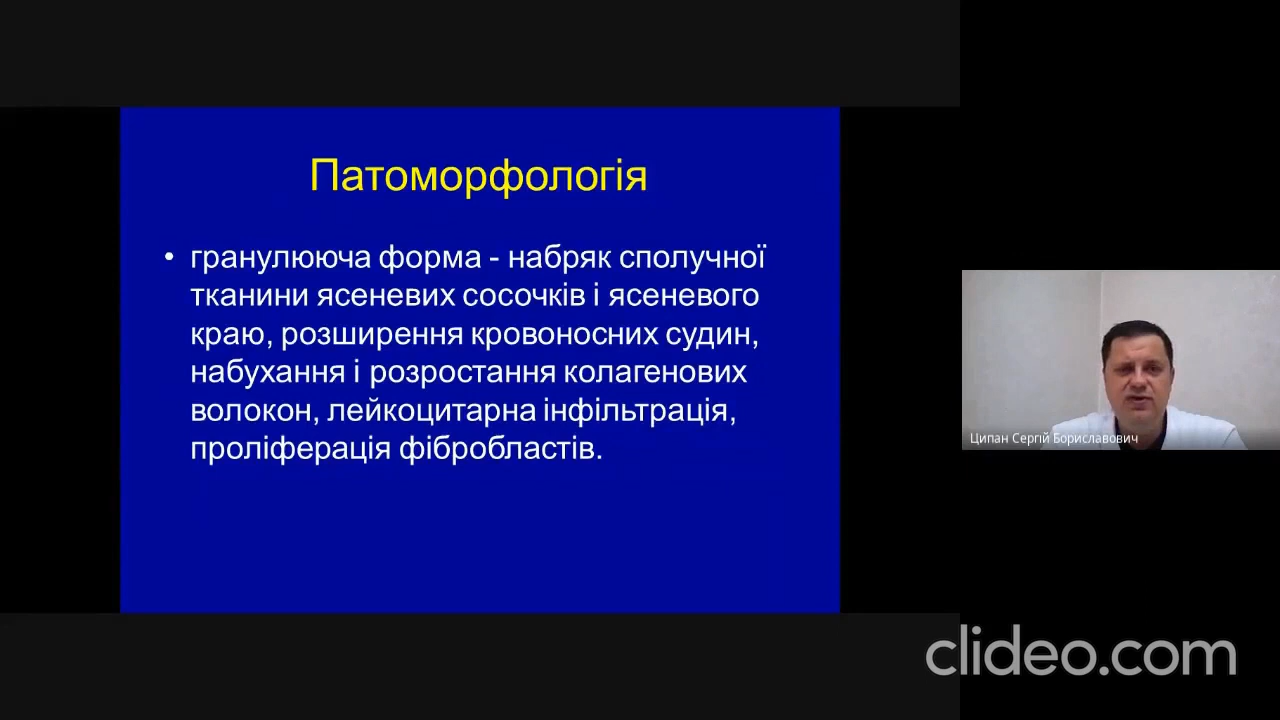 Патоморфологія
• гранулююча форма - набряк сполучної
тканини ясеневих сосочків і ясеневого
краю, розширення кровоносних судин,
набухання і розростання колагенових
волокон, лейкоцитарна інфільтрація,
проліферація фібробластів.
Ципан Сергій Бориславович
clideo.com